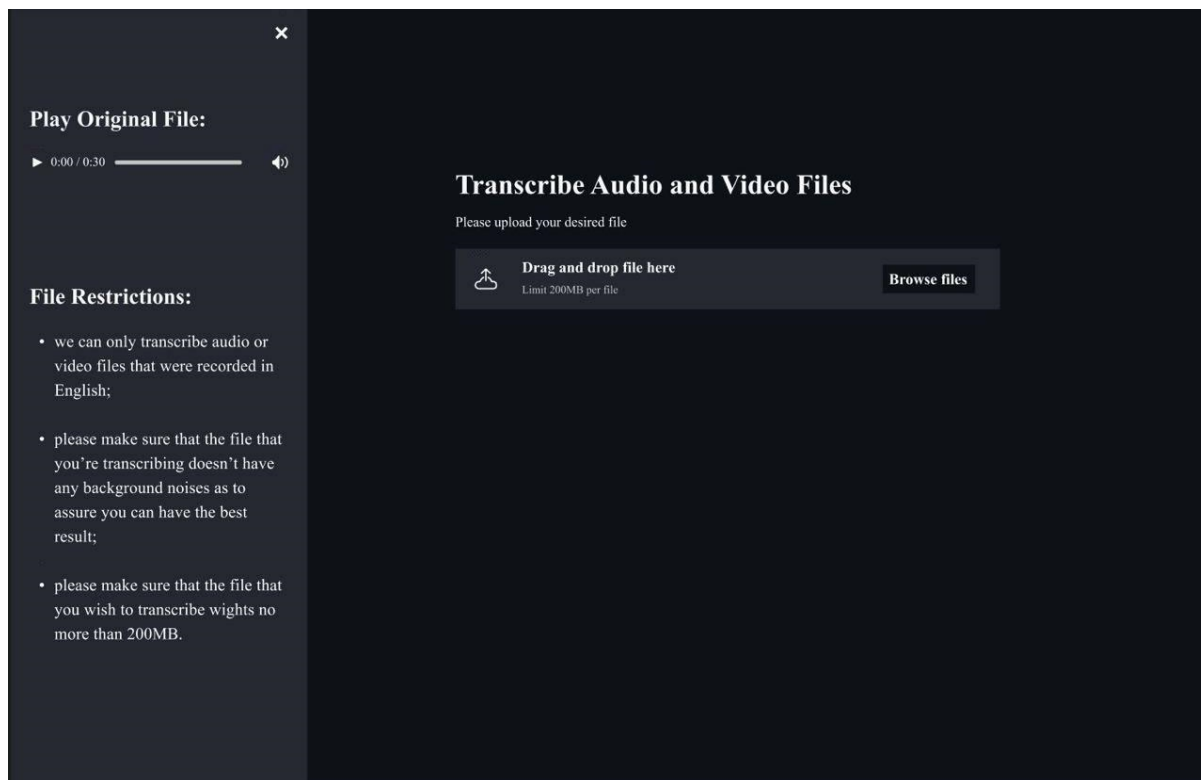 Play Original File:
0:00 / 0:30
File Restrictions:
• we can only transcribe audio or
video files that were recorded in
English;
• please make sure that the file that
you're transcribing doesn't have
any background noises as to
assure you can have the best
result;
• please make sure that the file that
you wish to transcribe wights no
more than 200MB.
Transcribe Audio and Video Files
Please upload your desired file
Drag and drop file here
Limit 200MB per file
Browse files